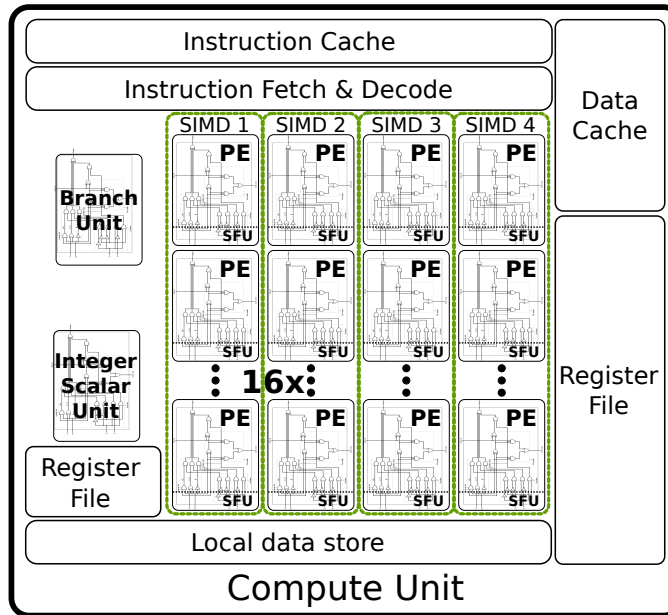 Instruction Cache
Instruction Fetch & Decode
Data
Cache
SIMD 1 SIMD 2 SIMD 3 SIMD 4
PE PE PE PE
SFU SFU SFU SFU
Branch
Unit
PE PE PE PE
SFU SFU SFU SFU
Integer
Scalar
Unit
16x
Register
File
PE PE PE PE
SFU SFU SFU SFU
Register
File
Local data store
Compute Unit